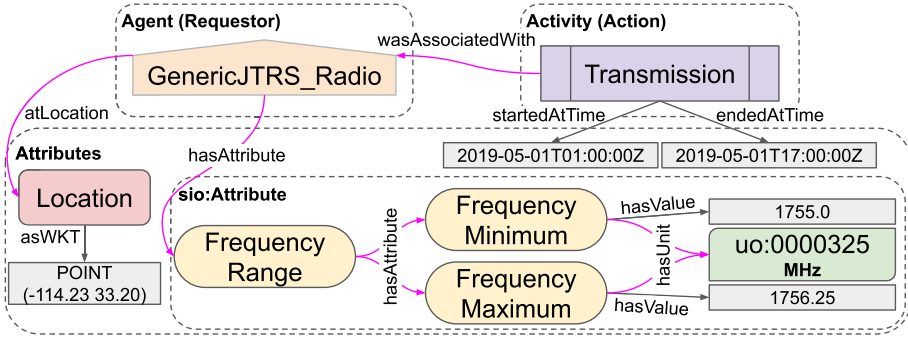 Agent (Requestor)
Activity (Action)
wasAssociatedWith
GenericJTRS_Radio
Transmission
atLocation
startedAtTime
endedAtTime
hasAttribute
2019-05-01T01:00:00Z
2019-05-01T17:00:00Z
Attributes
Location
asWKT
POINT
(-114.23 33.20)
sio:Attribute
Frequency
Range
hasAttribute
Frequency
Minimum
hasValue
1755.0
hasUnit
uo:0000325
MHz
Frequency
Maximum
hasValue
1756.25